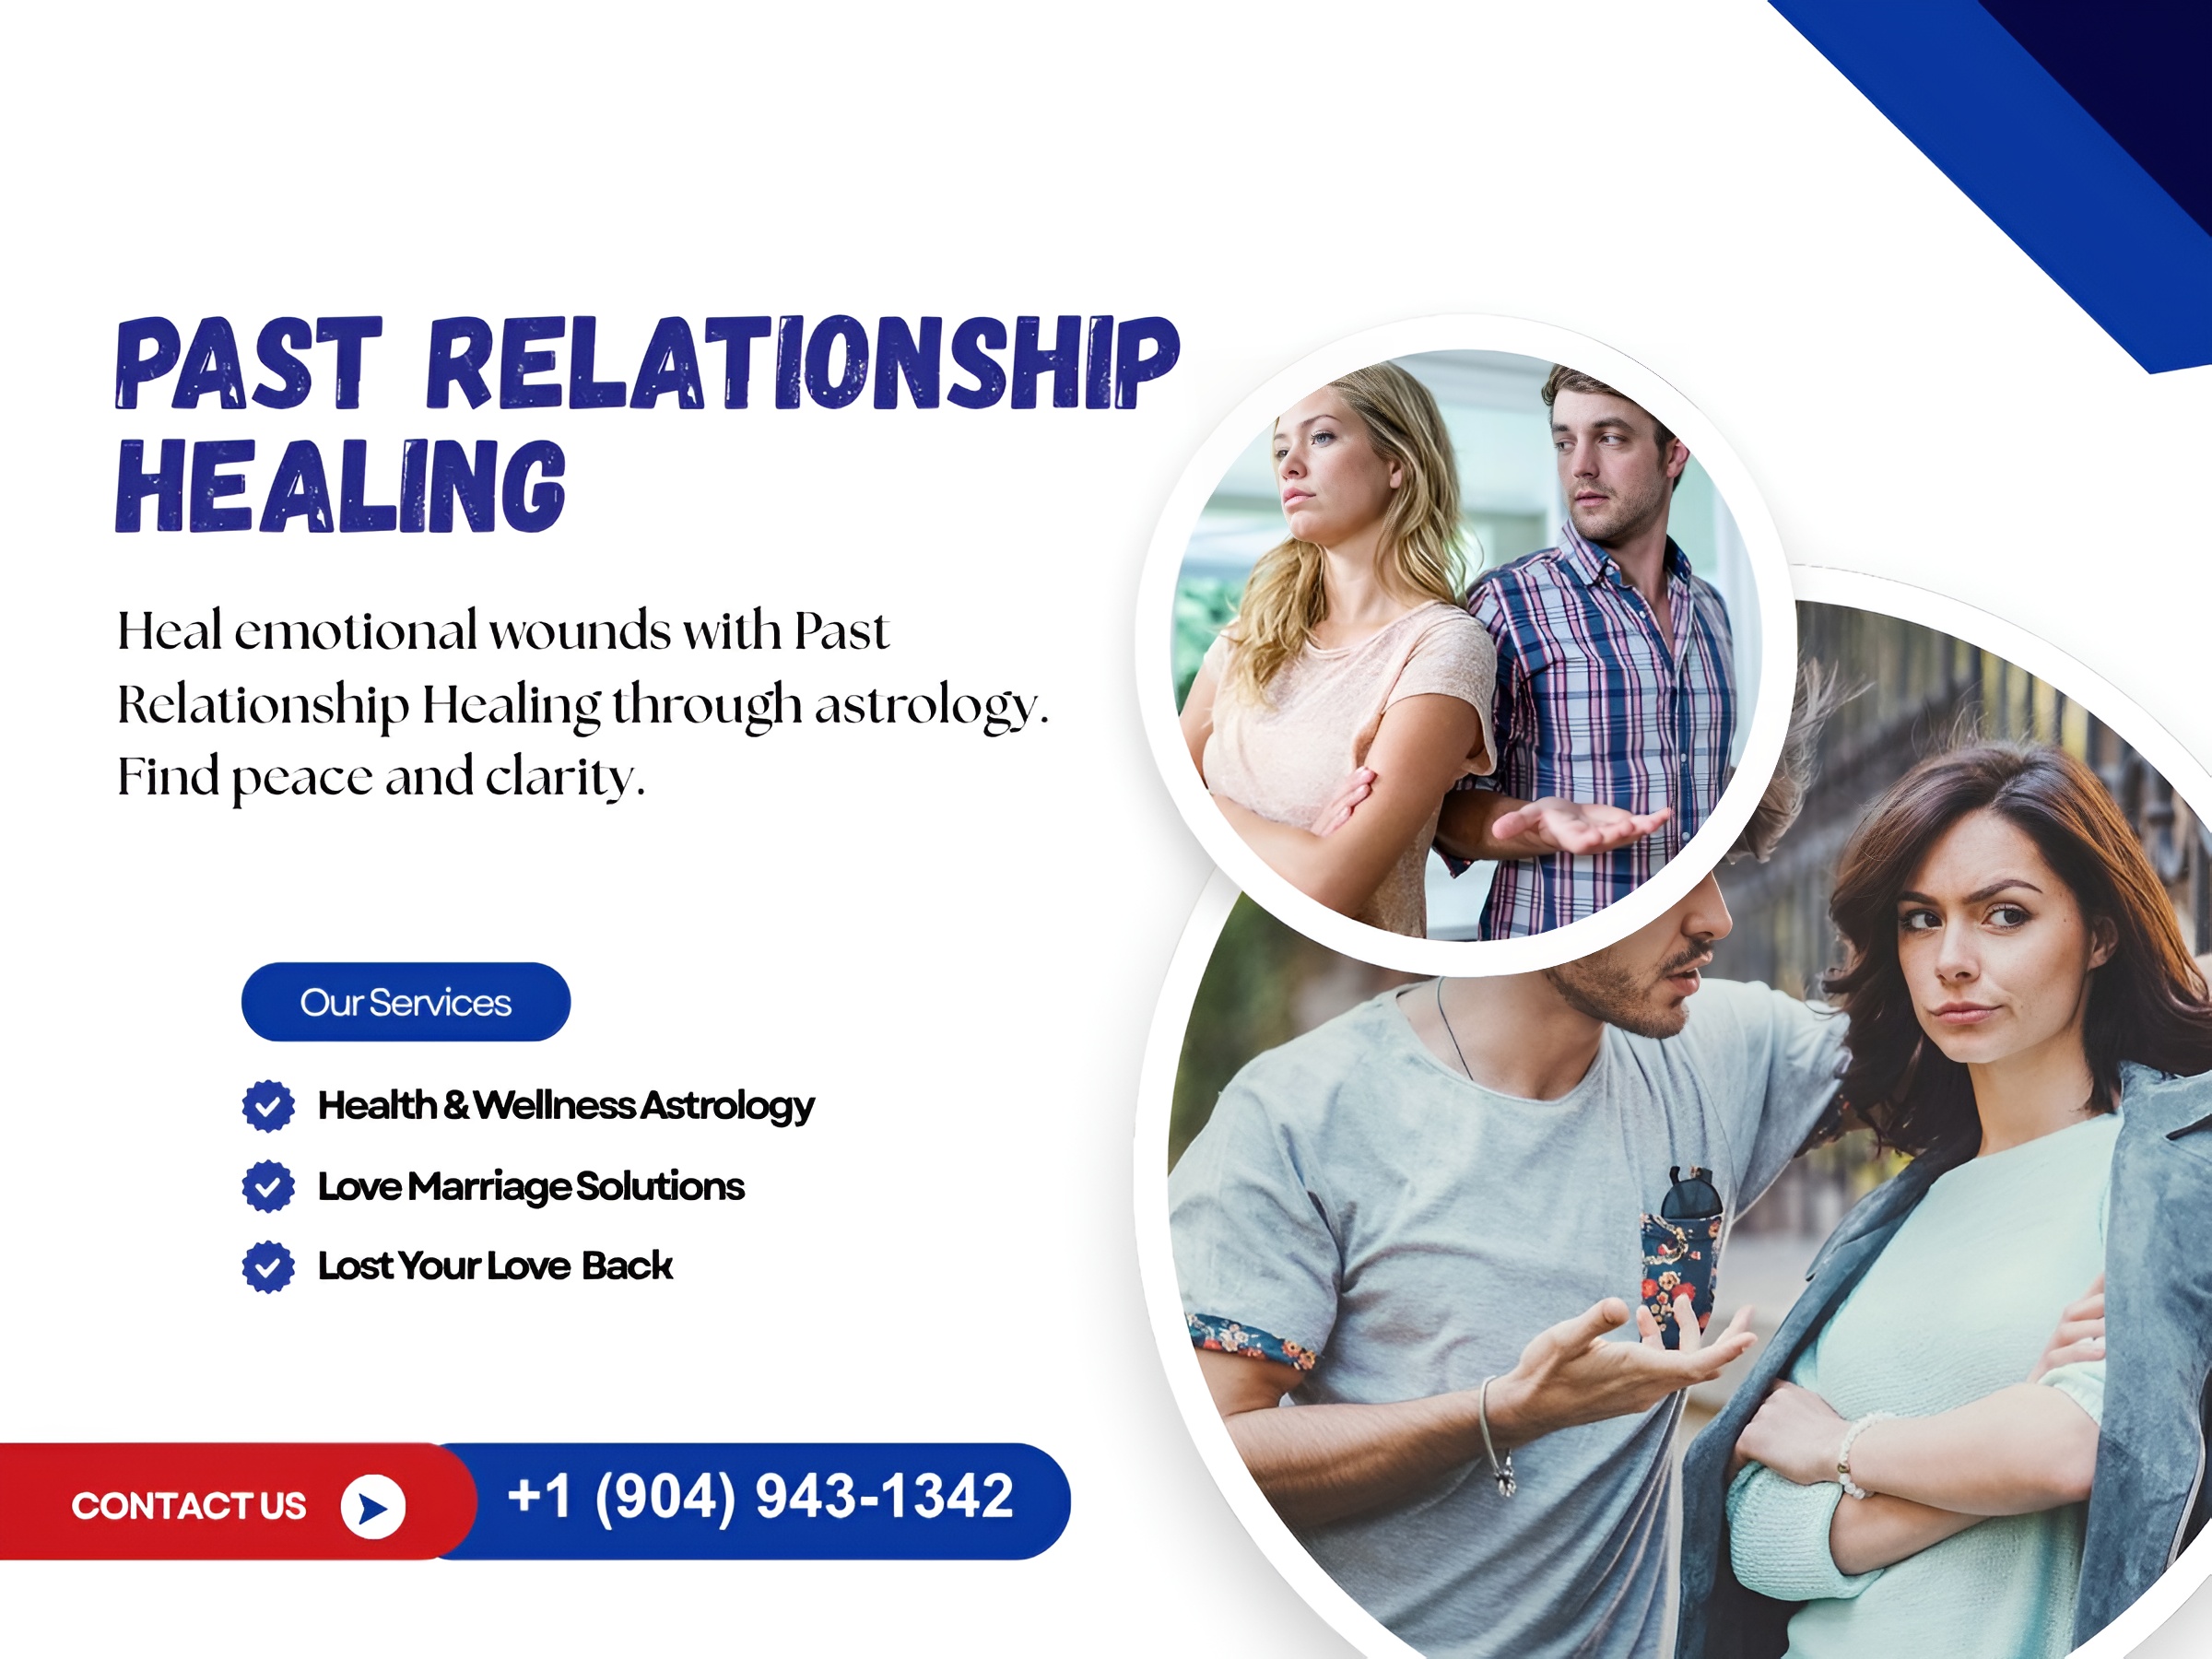 PAST RELATIONSHIP
HEALING
Heal emotional wounds with Past
Relationship Healing through astrology.
Find peace and clarity.
Our Services
Health & Wellness Astrology
Love Marriage Solutions
Lost Your Love Back
CONTACT US
+1 (904) 943-1342